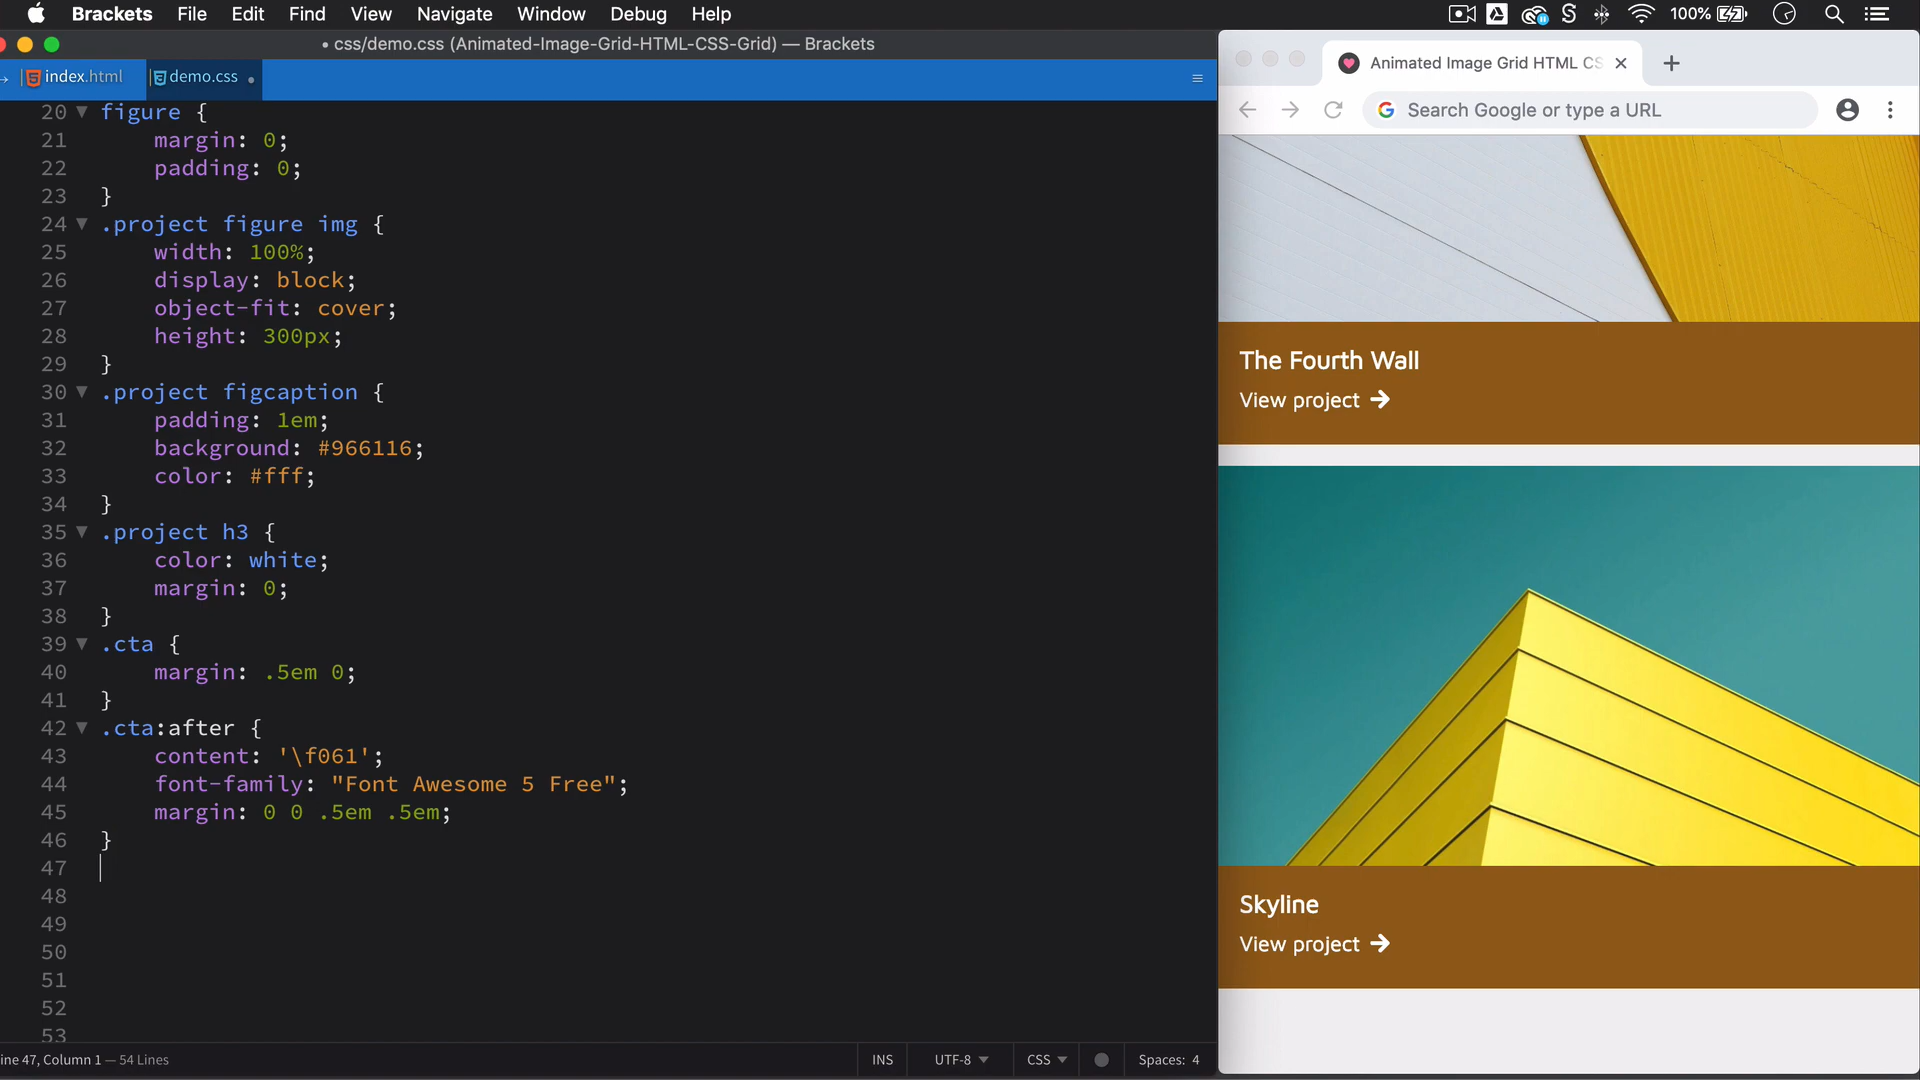 Brackets File Edit Find View Navigate Window Debug Help 100%
• css/demo.css (Animated-Image-Grid-HTML-CSS-Grid) — Brackets
index.html demo.css
20 figure {
21 margin: 0;
22 padding: 0;
23 }
24 .project figure img {
25 width: 100%;
26 display: block;
27 object-fit: cover;
28 height: 300px;
29 }
30 .project figcaption {
31 padding: 1em;
32 background: #966116;
33 color: #fff;
34 }
35 .project h3 {
36 color: white;
37 margin: 0;
38 }
39 .cta {
40 margin: .5em 0;
41 }
42 .cta:after {
43 content: '\f061';
44 font-family: "Font Awesome 5 Free";
45 margin: 0 0 .5em .5em;
46 }
47
48
49
50
51
52
53
ine 47, Column 1 — 54 Lines
INS UTF-8 CSS Spaces: 4
Animated Image Grid HTML CS
Search Google or type a URL
The Fourth Wall
View project →
Skyline
View project →